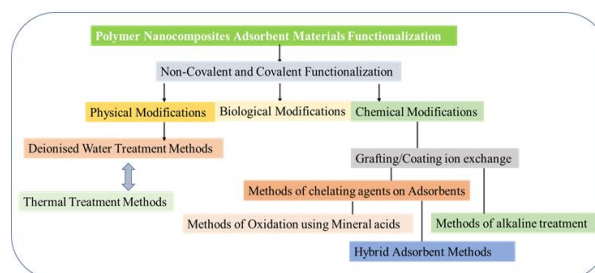 Polymer Nanocomposites Adsorbent Materials Functionalization
Non-Covalent and Covalent Functionalization
Physical Modifications
Biological Modifications
Chemical Modifications
Deionised Water Treatment Methods
Grafting/Coating ion exchange
Thermal Treatment Methods
Methods of chelating agents on Adsorbents
Methods of Oxidation using Mineral acids
Methods of alkaline treatment
Hybrid Adsorbent Methods